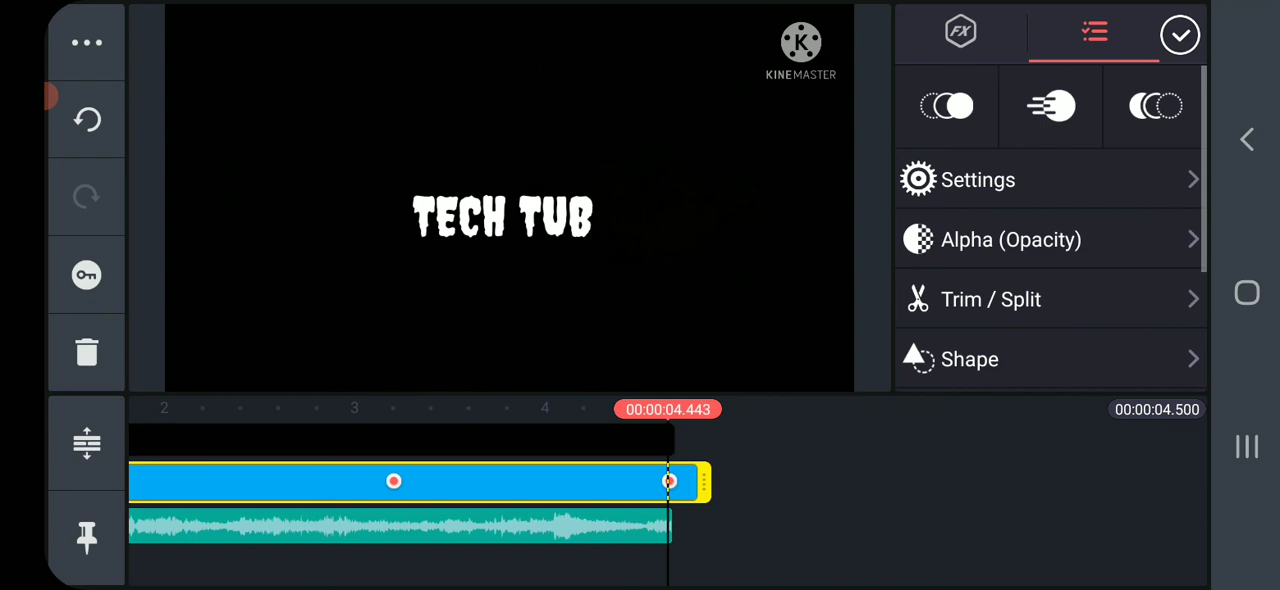 FX
K
KINEMASTER
TECH TUB
Settings
Alpha (Opacity)
Trim / Split
Shape
2
3
4
00:00:04.443
00:00:04.500